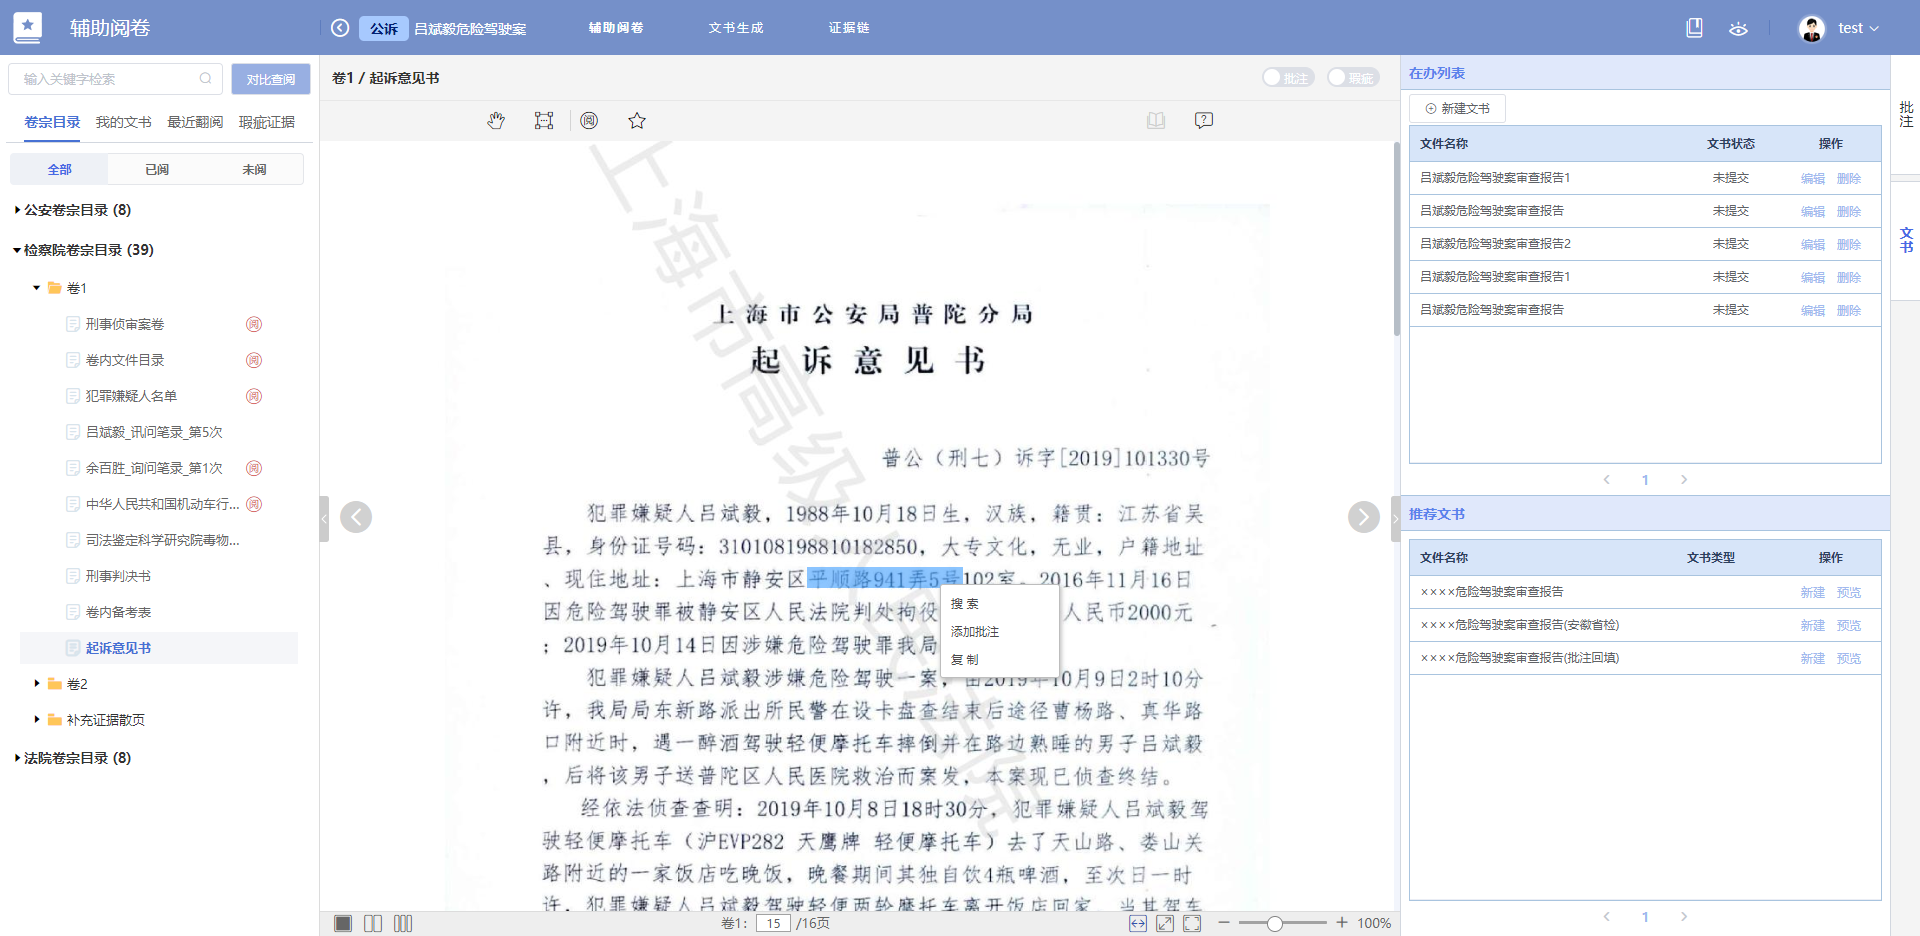 辅助阅卷
公诉 吕斌毅危险驾驶案
辅助阅卷 文书生成 证据链
test
输入关键字检索
对比查阅
卷宗目录 我的文书 最近翻阅 瑕疵证据
全部 已阅 未阅
公安卷宗目录 (8)
检察院卷宗目录 (39)
卷1
刑事侦审案卷 阅
卷内文件目录 阅
犯罪嫌疑人名单 阅
吕斌毅_讯问笔录_第5次
余百胜_询问笔录_第1次 阅
中华人民共和国机动车行... 阅
司法鉴定科学研究院毒物...
刑事判决书
卷内备考表
起诉意见书
卷2
补充证据散页
法院卷宗目录 (8)
卷1 / 起诉意见书
批注 瑕疵
阅
上海市高级人民法院
上海市公安局普陀分局
起诉意见书
普公（刑七）诉字[2019]101330号
犯罪嫌疑人吕斌毅，1988年10月18日生，汉族，籍贯：江苏省吴
县，身份证号码：310108198810182850，大专文化，无业，户籍地址
、现住地址：上海市静安区平顺路941弄5号102室。2016年11月16日
因危险驾驶罪被静安区人民法院判处拘役 人民币2000元
；2019年10月14日因涉嫌危险驾驶罪我局
犯罪嫌疑人吕斌毅涉嫌危险驾驶一案，由2019年10月9日2时10分
许，我局局东新路派出所民警在设卡盘查结束后途径曹杨路、真华路
口附近时，遇一醉酒驾驶轻便摩托车摔倒并在路边熟睡的男子吕斌毅
，后将该男子送普陀区人民医院救治而案发，本案现已侦查终结。
经依法侦查查明：2019年10月8日18时30分，犯罪嫌疑人吕斌毅驾
驶轻便摩托车（沪EVP282 天鹰牌 轻便摩托车）去了天山路、娄山关
路附近的一家饭店吃晚饭，晚餐期间其独自饮4瓶啤酒，至次日一时
许，犯罪嫌疑人吕斌毅驾驶轻便两轮摩托车离开饭店回家，当其驾车
搜 索
添加批注
复 制
卷1: 15 /16页
100%
在办列表
新建文书
文件名称 文书状态 操作
吕斌毅危险驾驶案审查报告1 未提交 编辑 删除
吕斌毅危险驾驶案审查报告 未提交 编辑 删除
吕斌毅危险驾驶案审查报告2 未提交 编辑 删除
吕斌毅危险驾驶案审查报告1 未提交 编辑 删除
吕斌毅危险驾驶案审查报告 未提交 编辑 删除
1
推荐文书
文件名称 文书类型 操作
××××危险驾驶案审查报告 新建 预览
××××危险驾驶案审查报告(安徽省检) 新建 预览
××××危险驾驶案审查报告(批注回填) 新建 预览
1
批注
文书